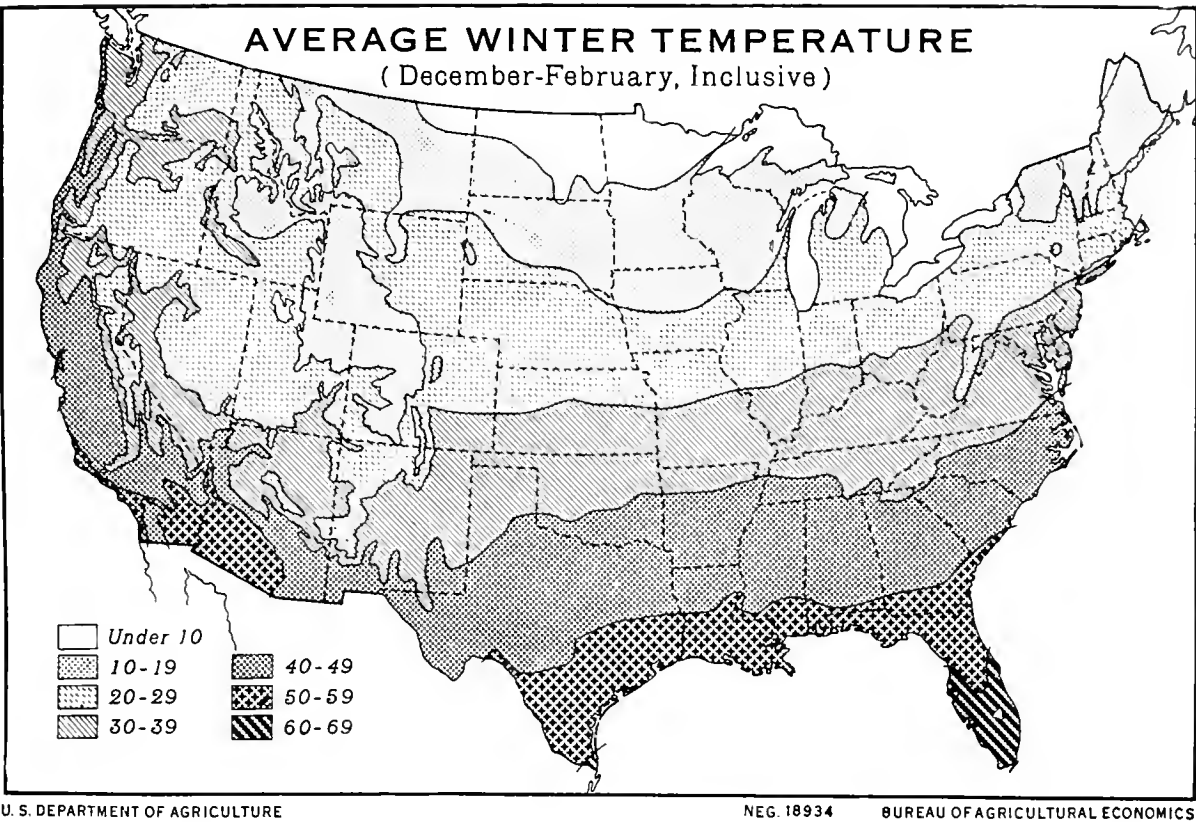 AVERAGE WINTER TEMPERATURE
(December-February, Inclusive)
Under 10
10-19
20-29
30-39
40-49
50-59
60-69
U. S. DEPARTMENT OF AGRICULTURE
NEG. 18934
BUREAU OF AGRICULTURAL ECONOMICS